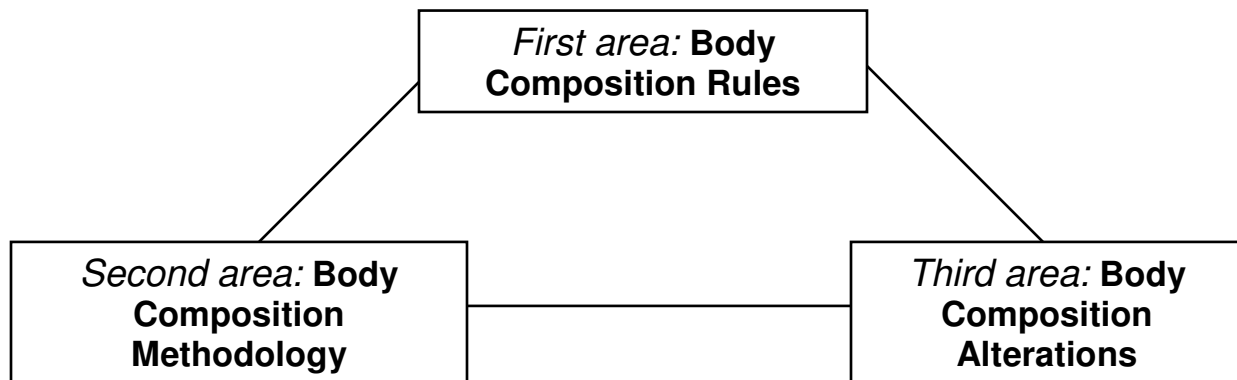 First area: Body
Composition Rules
Second area: Body
Composition
Methodology
Third area: Body
Composition
Alterations